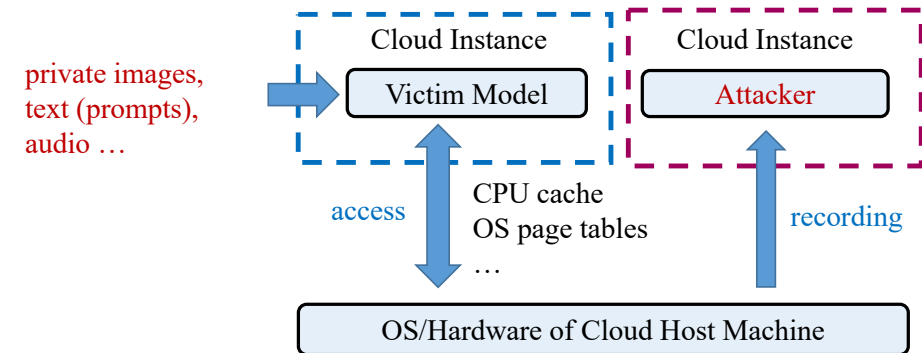 Cloud Instance
Cloud Instance
private images,
text (prompts),
audio …
Victim Model
Attacker
access
CPU cache
OS page tables
…
recording
OS/Hardware of Cloud Host Machine